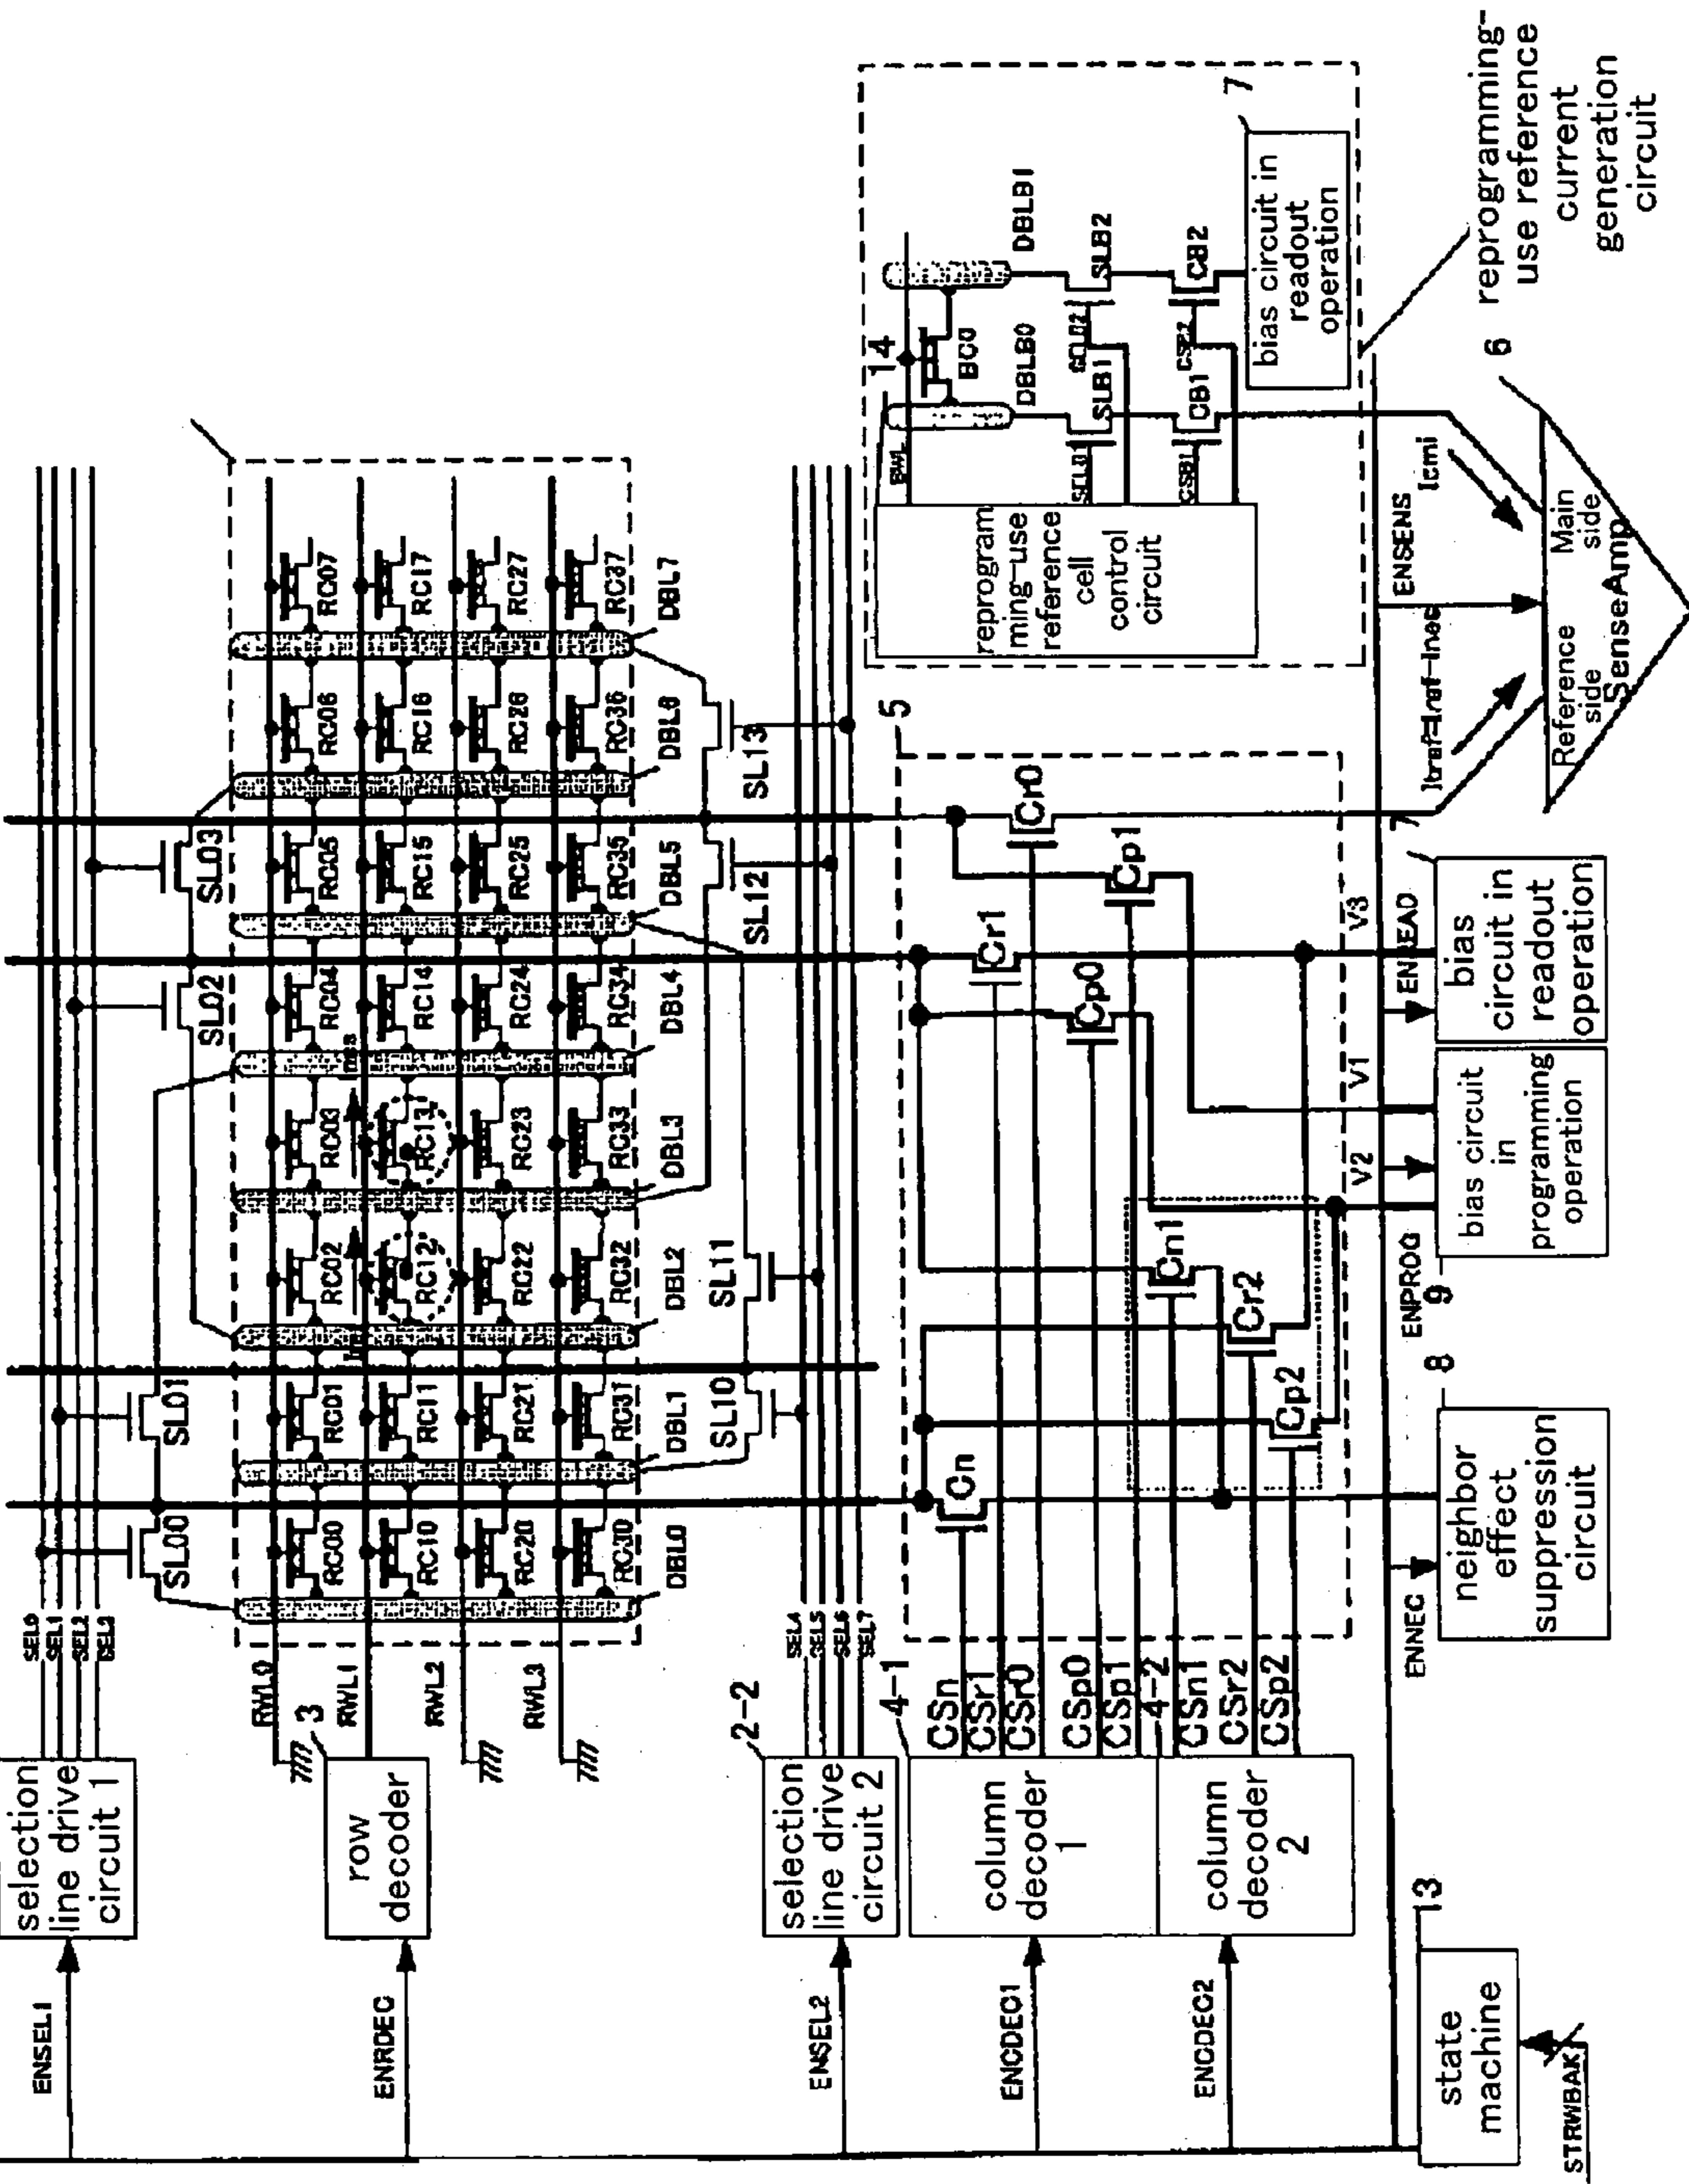 selection
line drive
circuit 1
ENSEL1
SEL0
SEL1
SEL2
SL00
SL01
SL02
SL03
row
decoder
3
ENRDEC
RWL0
RWL1
RWL2
RWL3
RC00
RC01
RC02
RC03
RC04
RC05
RC06
RC07
RC10
RC11
RC12
RC13
RC14
RC15
RC16
RC17
RC20
RC21
RC22
RC23
RC24
RC25
RC26
RC27
RC30
RC31
RC32
RC33
RC34
RC35
RC36
RC37
DBL0
DBL1
DBL2
DBL3
DBL4
DBL5
DBL6
DBL7
SL10
SL11
SL12
SL13
2-2
selection
line drive
circuit 2
ENSEL2
SEL4
SEL5
SEL6
SEL7
4-1
column
decoder
1
ENCDEC1
4-2
column
decoder
2
ENCDEC2
CSn
CSr1
CSr0
CSp0
CSp1
CSn1
CSr2
CSp2
5
Cn
Cr1
Cr0
Cp0
Cp1
Cn1
Cr2
Cp2
14
reprogram
ming-use
reference
cell
control
circuit
BWL
BC0
DBLB0
DBLB1
SLB1
SLB2
CSB1
CB1
CB2
7
bias circuit in
readout
operation
reprogramming-
use reference
current
generation
circuit
13
state
machine
STRWBAK
ENNEC
8
neighbor
effect
suppression
circuit
ENPROG
9
V2
V1
bias circuit
in
programming
operation
ENREAD
V3
7
bias
circuit in
readout
operation
ENSENS
Icmi
6
Reference
side
Main
side
SenseAmp